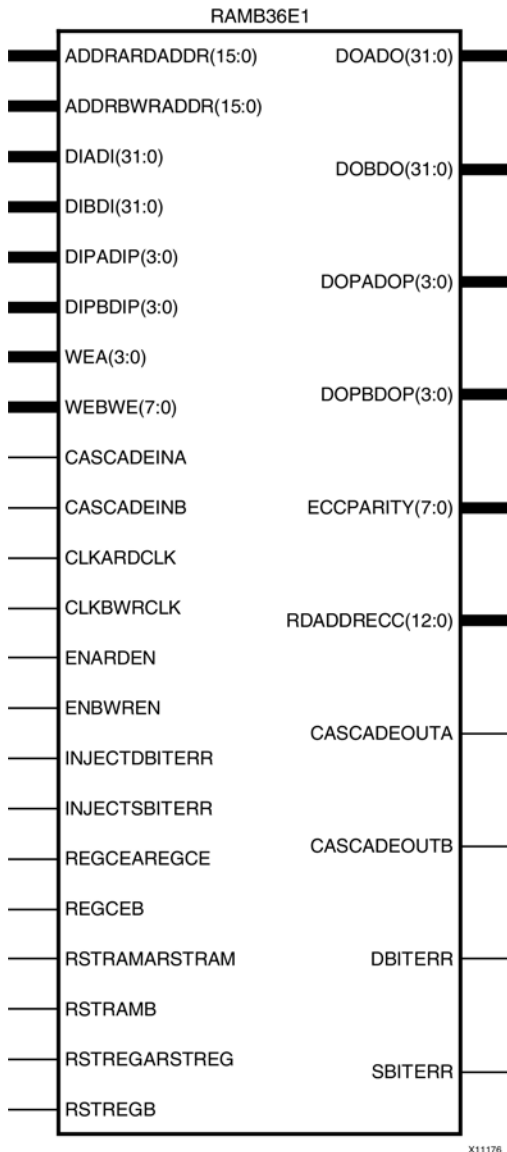 RAMB36E1
ADDRARDADDR(15:0)
DOADO(31:0)
ADDRBWRADDR(15:0)
DIADI(31:0)
DOBDO(31:0)
DIBDI(31:0)
DIPADIP(3:0)
DOPADOP(3:0)
DIPBDIP(3:0)
WEA(3:0)
DOPBDOP(3:0)
WEBWE(7:0)
CASCADEINA
CASCADEINB
ECCPARITY(7:0)
CLKARDCLK
CLKBWRCLK
RDADDRECC(12:0)
ENARDEN
ENBWREN
CASCADEOUTA
INJECTDBITERR
INJECTSBITERR
CASCADEOUTB
REGCEAREGCE
REGCEB
RSTRAMARSTRAM
DBITERR
RSTRAMB
RSTREGARSTREG
SBITERR
RSTREGB
X11176